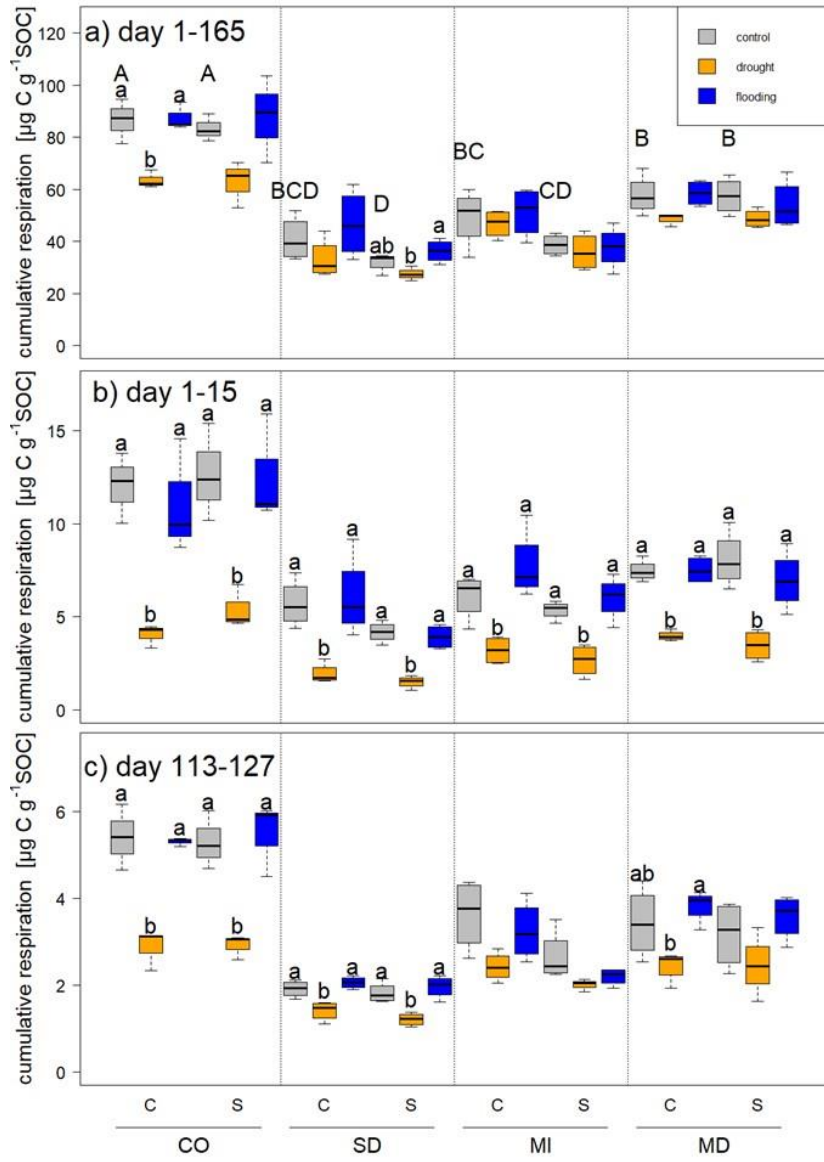 a) day 1-165
control
drought
flooding
cumulative respiration [µg C g⁻¹SOC]
120
100
80
60
40
20
0
A
a
b
a
A
BCD
D
ab
b
a
BC
CD
B
B
b) day 1-15
cumulative respiration [µg C g⁻¹SOC]
15
10
5
0
a
b
a
a
b
a
a
b
a
a
b
a
a
b
a
a
b
a
a
b
a
a
b
a
c) day 113-127
cumulative respiration [µg C g⁻¹SOC]
6
4
2
0
a
b
a
a
b
a
a
b
a
a
b
a
ab
b
a
C S C S C S C S
CO SD MI MD